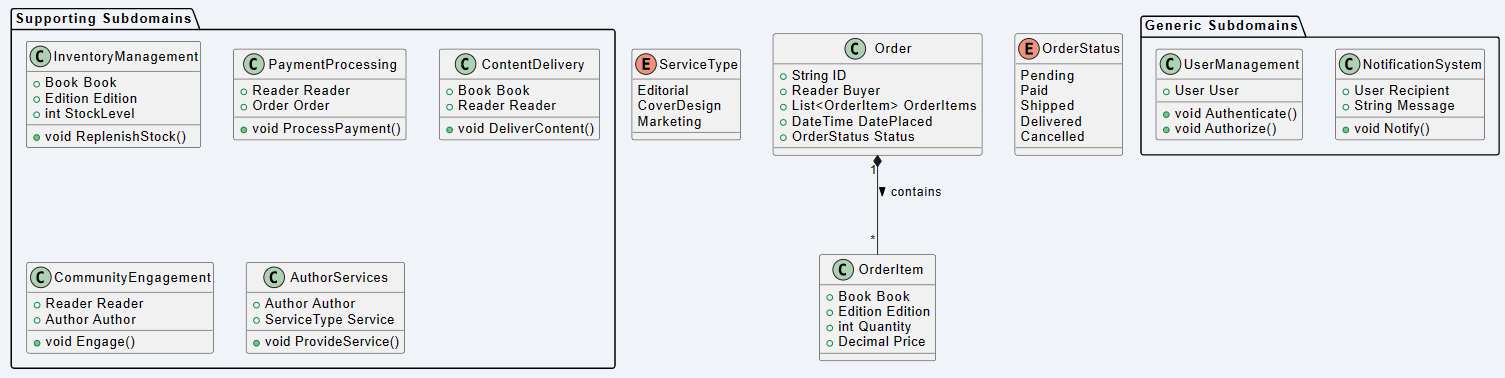 Supporting Subdomains
C InventoryManagement
Book Book
Edition Edition
int StockLevel
void ReplenishStock()
C PaymentProcessing
Reader Reader
Order Order
void ProcessPayment()
C ContentDelivery
Book Book
Reader Reader
void DeliverContent()
C CommunityEngagement
Reader Reader
Author Author
void Engage()
C AuthorServices
Author Author
ServiceType Service
void ProvideService()
E ServiceType
Editorial
CoverDesign
Marketing
C Order
String ID
Reader Buyer
List<OrderItem> OrderItems
DateTime DatePlaced
OrderStatus Status
1
contains
*
C OrderItem
Book Book
Edition Edition
int Quantity
Decimal Price
E OrderStatus
Pending
Paid
Shipped
Delivered
Cancelled
Generic Subdomains
C UserManagement
User User
void Authenticate()
void Authorize()
C NotificationSystem
User Recipient
String Message
void Notify()